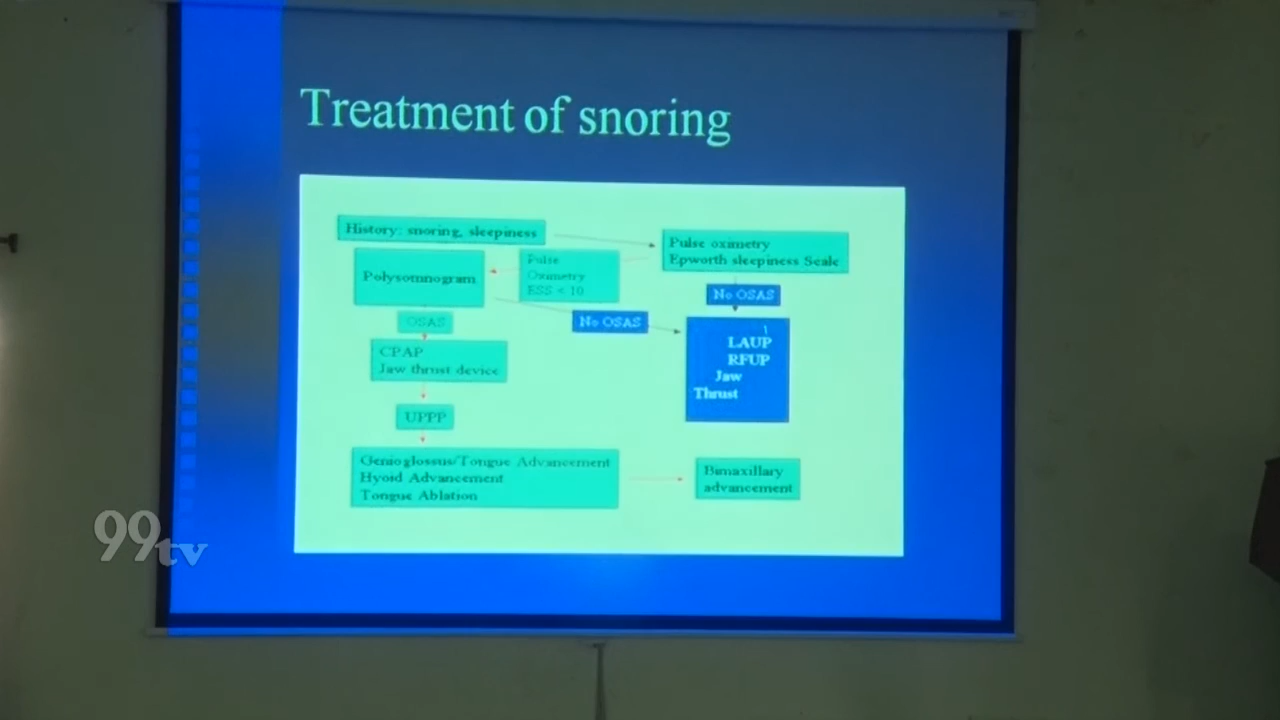 Treatment of snoring
History: snoring, sleepiness
Pulse oximetry
Epworth sleepiness Scale
Polysomnogram
Pulse
Oximetry
ESS < 10
No OSAS
OSAS
No OSAS
CPAP
Jaw thrust device
LAUP
RFUP
Jaw
Thrust
UPPP
Genioglossus/Tongue Advancement
Hyoid Advancement
Tongue Ablation
Bimaxillary
advancement
99tv